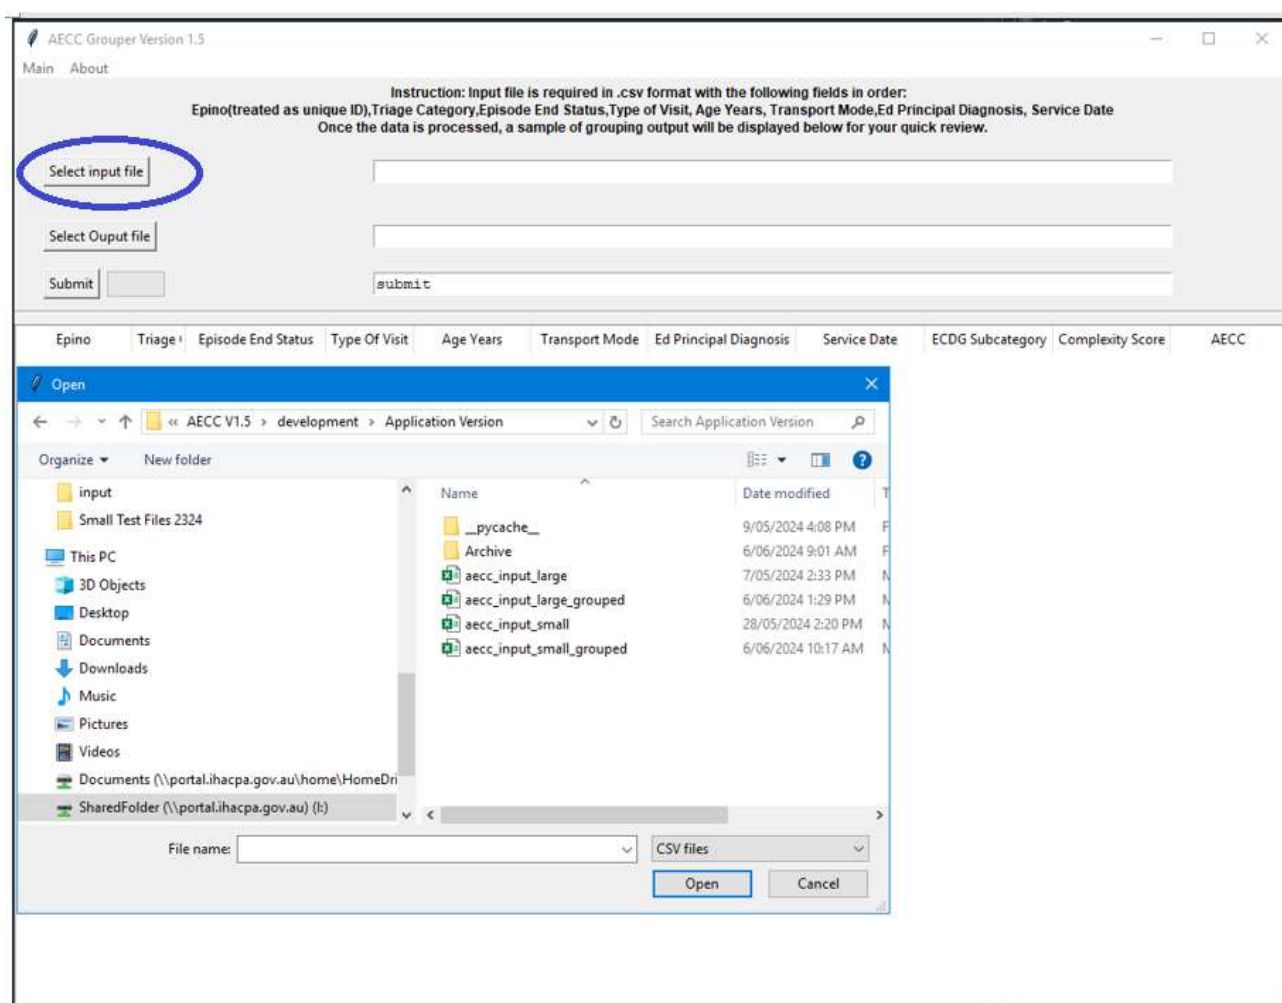 AECC Grouper Version 1.5
Main About
Instruction: Input file is required in .csv format with the following fields in order:
Epino(treated as unique ID),Triage Category,Episode End Status,Type of Visit, Age Years, Transport Mode,Ed Principal Diagnosis, Service Date
Once the data is processed, a sample of grouping output will be displayed below for your quick review.
Select input file
Select Ouput file
Submit submit
Epino Triage Episode End Status Type Of Visit Age Years Transport Mode Ed Principal Diagnosis Service Date ECDG Subcategory Complexity Score AECC
Open
« AECC V1.5 › development › Application Version Search Application Version
Organize New folder
input Name Date modified T
Small Test Files 2324 __pycache__ 9/05/2024 4:08 PM F
This PC Archive 6/06/2024 9:01 AM F
3D Objects aecc_input_large 7/05/2024 2:33 PM M
Desktop aecc_input_large_grouped 6/06/2024 1:29 PM M
Documents aecc_input_small 28/05/2024 2:20 PM M
Downloads aecc_input_small_grouped 6/06/2024 10:17 AM M
Music
Pictures
Videos
Documents (\\portal.ihacpa.gov.au\home\HomeDri
SharedFolder (\\portal.ihacpa.gov.au) (I:)
File name: CSV files
Open Cancel